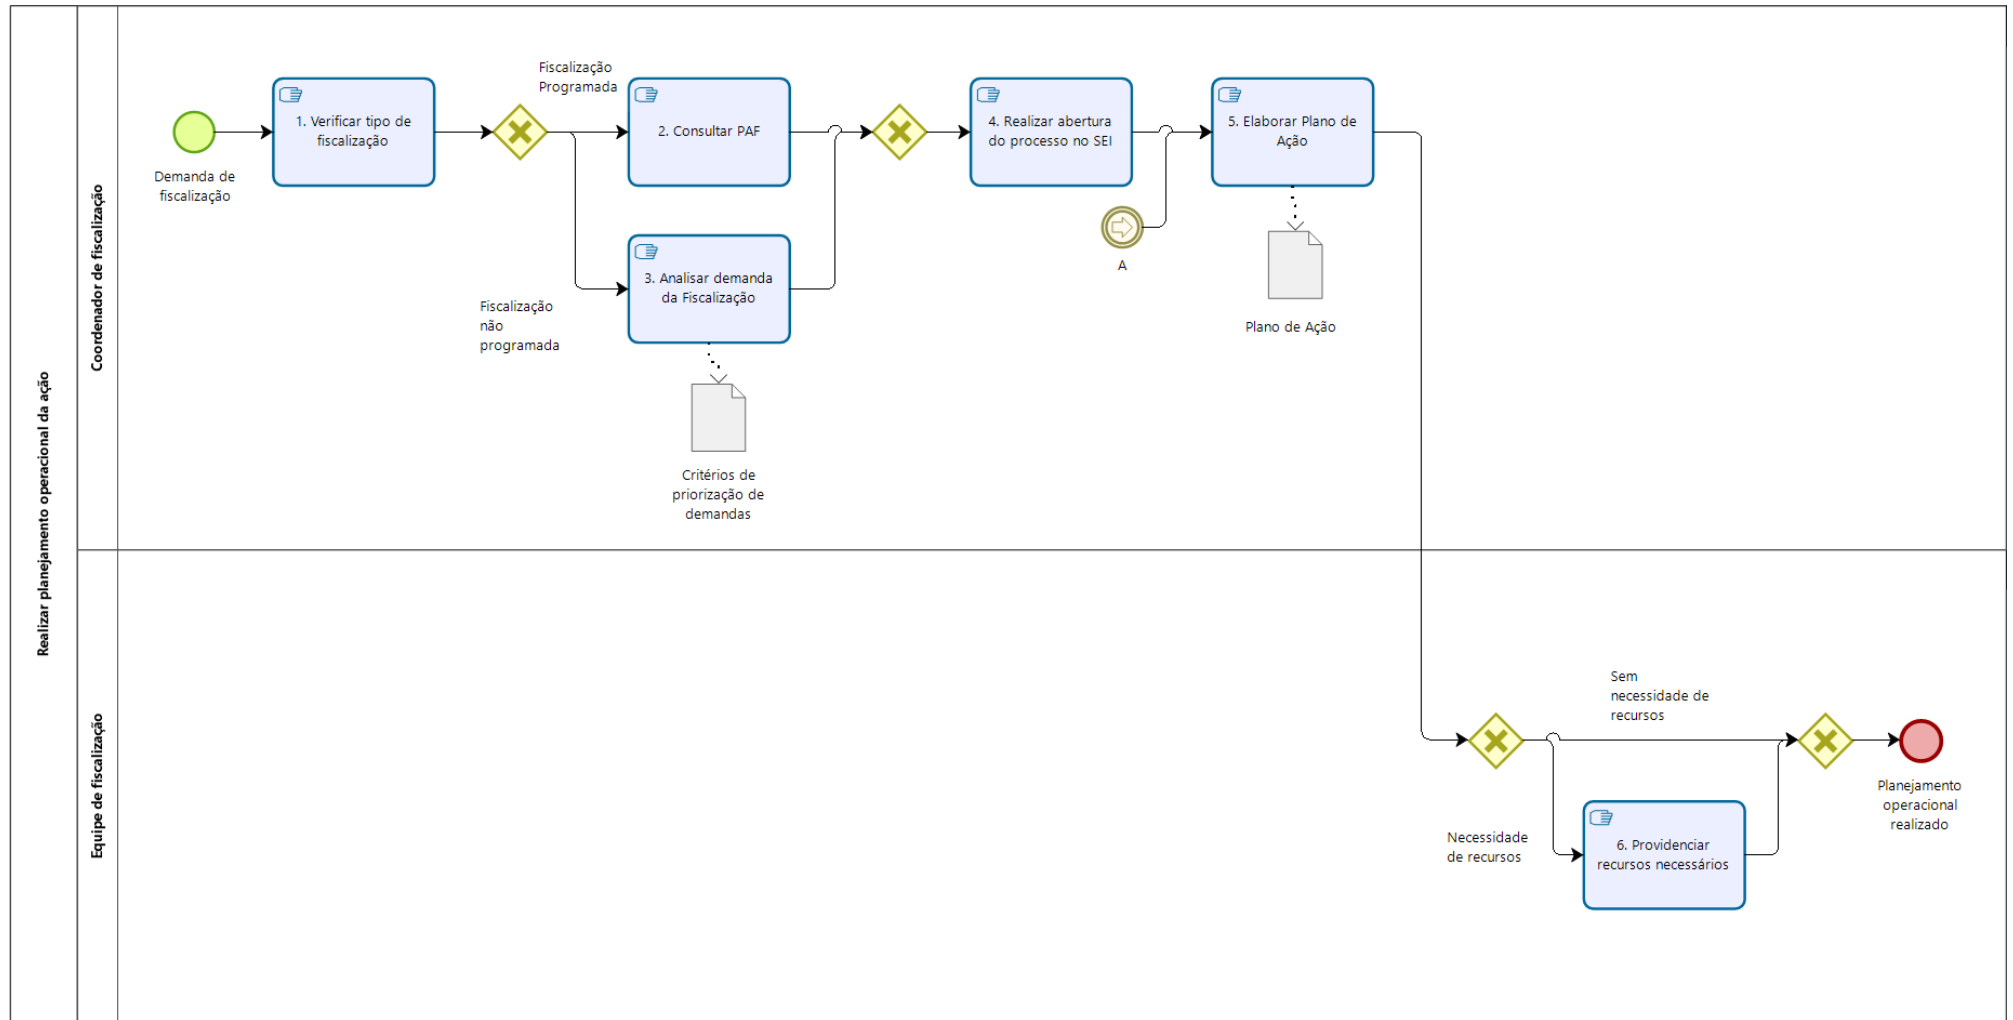 Realizar planejamento operacional da ação
Coordenador de fiscalização
Demanda de
fiscalização
1. Verificar tipo de
fiscalização
Fiscalização
Programada
2. Consultar PAF
Fiscalização
não
programada
3. Analisar demanda
da Fiscalização
Critérios de
priorização de
demandas
4. Realizar abertura
do processo no SEI
A
5. Elaborar Plano de
Ação
Plano de Ação
Equipe de fiscalização
Sem
necessidade de
recursos
Necessidade
de recursos
6. Providenciar
recursos necessários
Planejamento
operacional
realizado